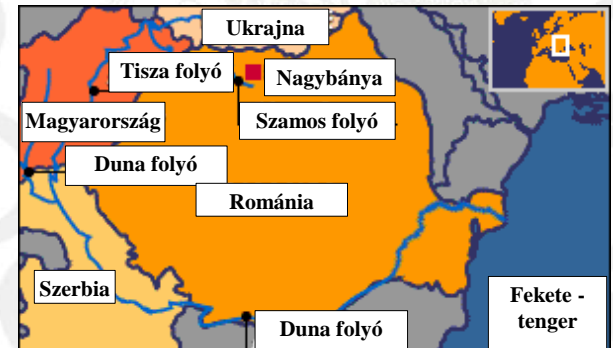 Ukrajna
Tisza folyó
Nagybánya
Magyarország
Szamos folyó
Duna folyó
Románia
Szerbia
Fekete -
tenger
Duna folyó